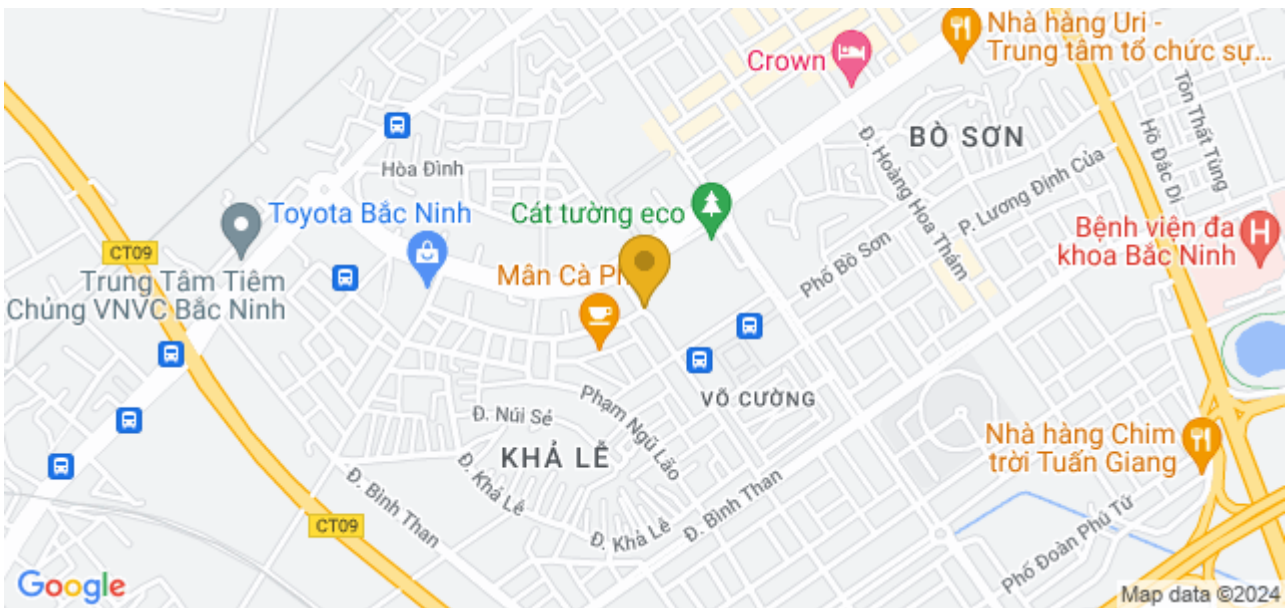 Nhà hàng Uri -
Trung tâm tổ chức sự...
Crown
BÒ SƠN
Tôn Thất Tùng
Hồ Đắc Di
Đ. Hoàng Hoa Thám
P. Lương Định Của
Hòa Đình
Toyota Bắc Ninh
Cát tường eco
Bệnh viện đa
khoa Bắc Ninh
CT09
Trung Tâm Tiêm
Chủng VNVC Bắc Ninh
Mân Cà Ph
Phố Bò Sơn
VÕ CƯỜNG
Đ. Núi Sẻ
Phạm Ngũ Lão
KHẢ LỄ
Nhà hàng Chim
trời Tuấn Giang
Đ. Khả Lễ
Đ. Bình Than
Đ. Bình Than
CT09
Đ. Khả Lễ
Phố Đoàn Phú Tứ
Google
Map data ©2024